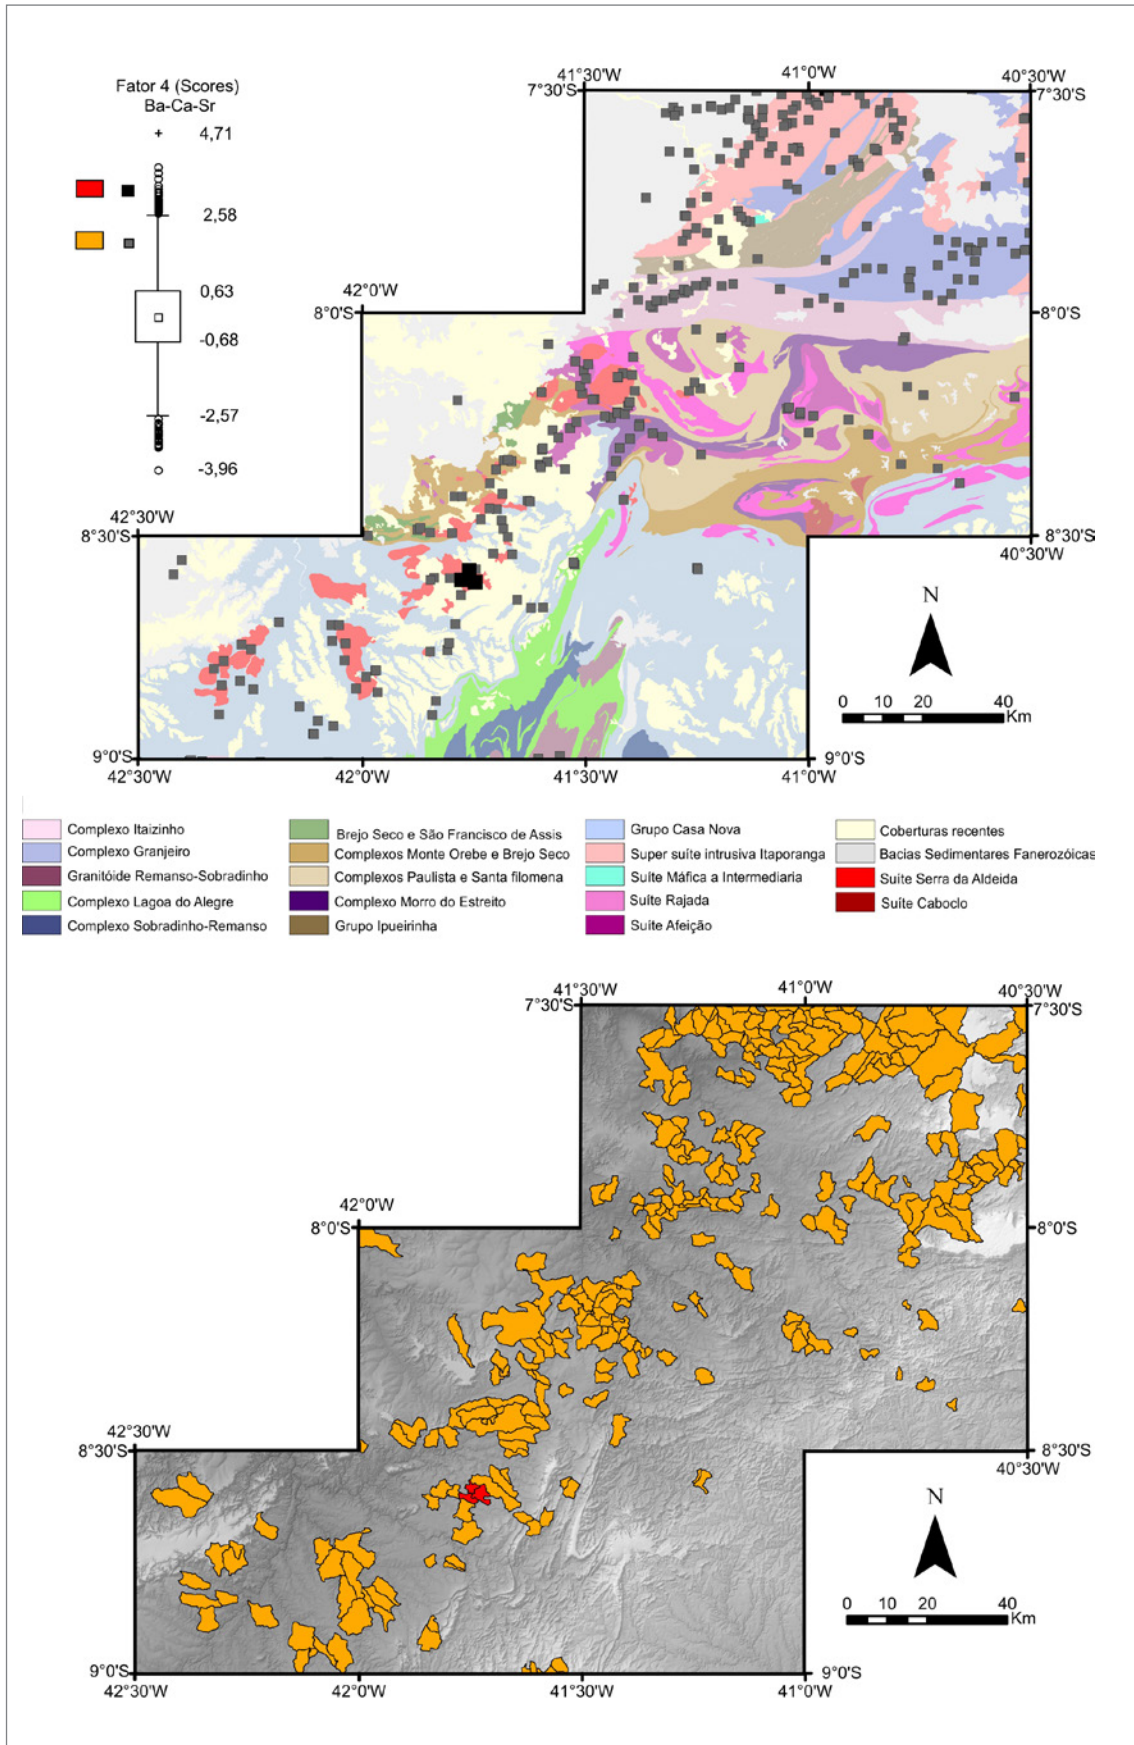 Fator 4 (Scores)
Ba-Ca-Sr
4,71
2,58
0,63
-0,68
-2,57
-3,96
41°30'W
41°0'W
40°30'W
7°30'S
7°30'S
42°0'W
8°0'S
8°0'S
42°30'W
8°30'S
8°30'S
40°30'W
N
0 10 20 40
Km
9°0'S
9°0'S
42°30'W
42°0'W
41°30'W
41°0'W
Complexo Itaizinho
Complexo Granjeiro
Granitóide Remanso-Sobradinho
Complexo Lagoa do Alegre
Complexo Sobradinho-Remanso
Brejo Seco e São Francisco de Assis
Complexos Monte Orebe e Brejo Seco
Complexos Paulista e Santa filomena
Complexo Morro do Estreito
Grupo Ipueirinha
Grupo Casa Nova
Super suíte intrusiva Itaporanga
Suíte Máfica a Intermediaria
Suíte Rajada
Suíte Afeição
Coberturas recentes
Bacias Sedimentares Fanerozóicas
Suíte Serra da Aldeida
Suíte Caboclo
41°30'W
41°0'W
40°30'W
7°30'S
7°30'S
42°0'W
8°0'S
8°0'S
42°30'W
8°30'S
8°30'S
40°30'W
N
0 10 20 40
Km
9°0'S
9°0'S
42°30'W
42°0'W
41°30'W
41°0'W